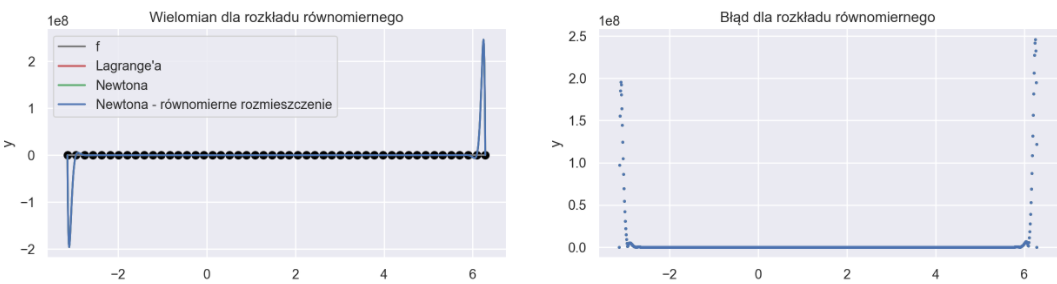 Wielomian dla rozkładu równomiernego
1e8
f
Lagrange'a
Newtona
Newtona - równomierne rozmieszczenie
y
2
1
0
−1
−2
−2
0
2
4
6
Błąd dla rozkładu równomiernego
1e8
y
2.5
2.0
1.5
1.0
0.5
0.0
−2
0
2
4
6